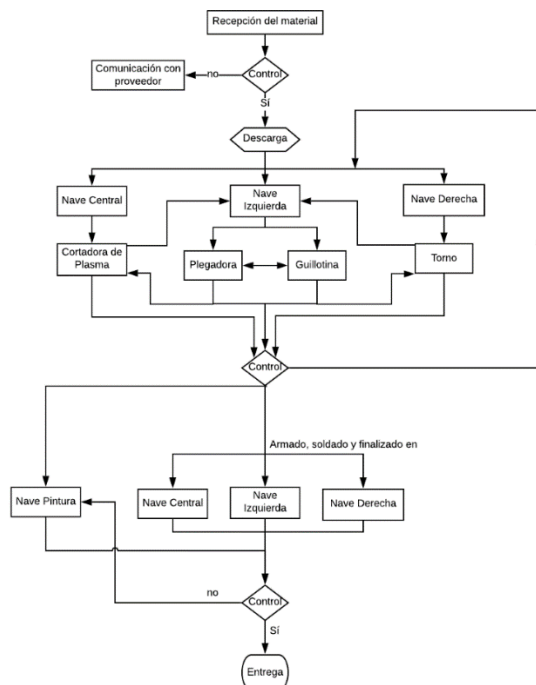 Recepción del material
Comunicación con
proveedor
no
Control
Sí
Descarga
Nave Central
Nave
Izquierda
Nave Derecha
Cortadora de
Plasma
Plegadora
Guillotina
Torno
Control
Armado, soldado y finalizado en
Nave Pintura
Nave Central
Nave
Izquierda
Nave Derecha
no
Control
Sí
Entrega